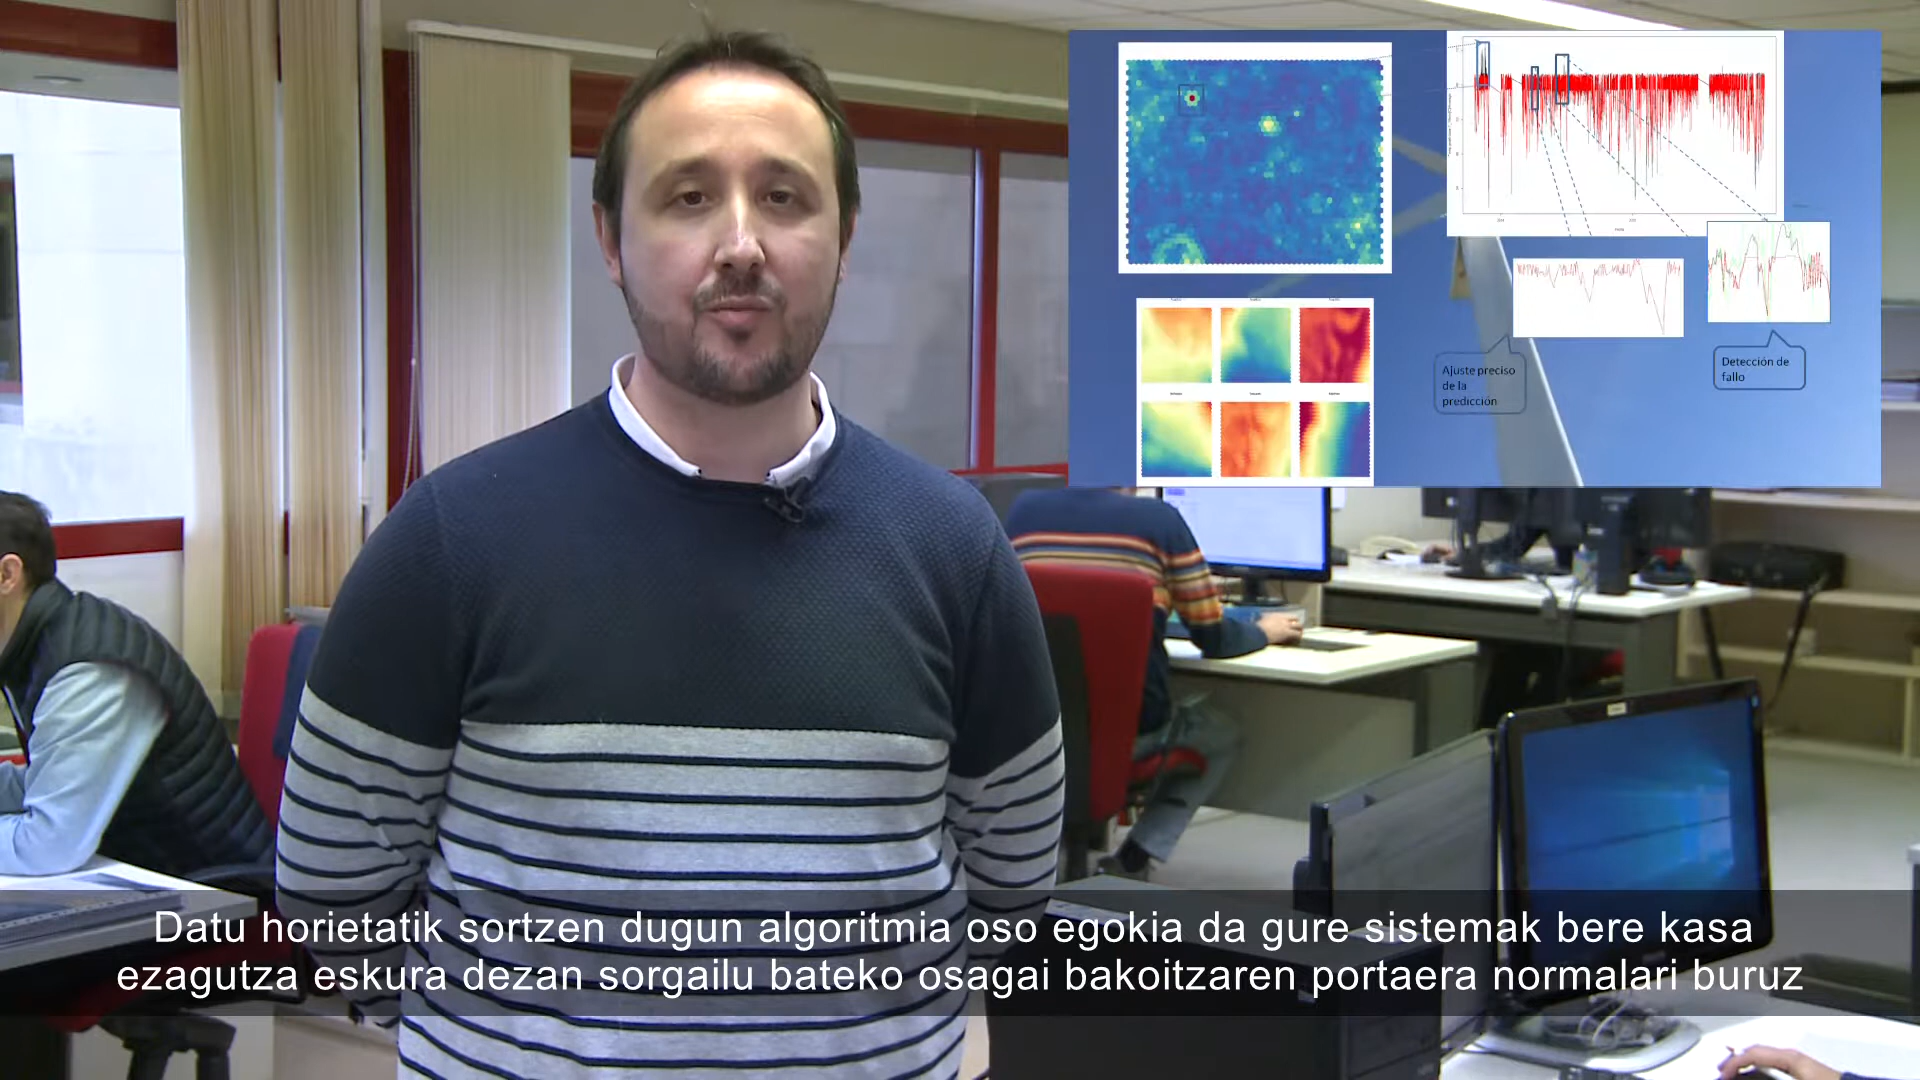 Ajuste preciso
de la
predicción
Detección de
fallo
Datu horietatik sortzen dugun algoritmia oso egokia da gure sistemak bere kasa
ezagutza eskura dezan sorgailu bateko osagai bakoitzaren portaera normalari buruz